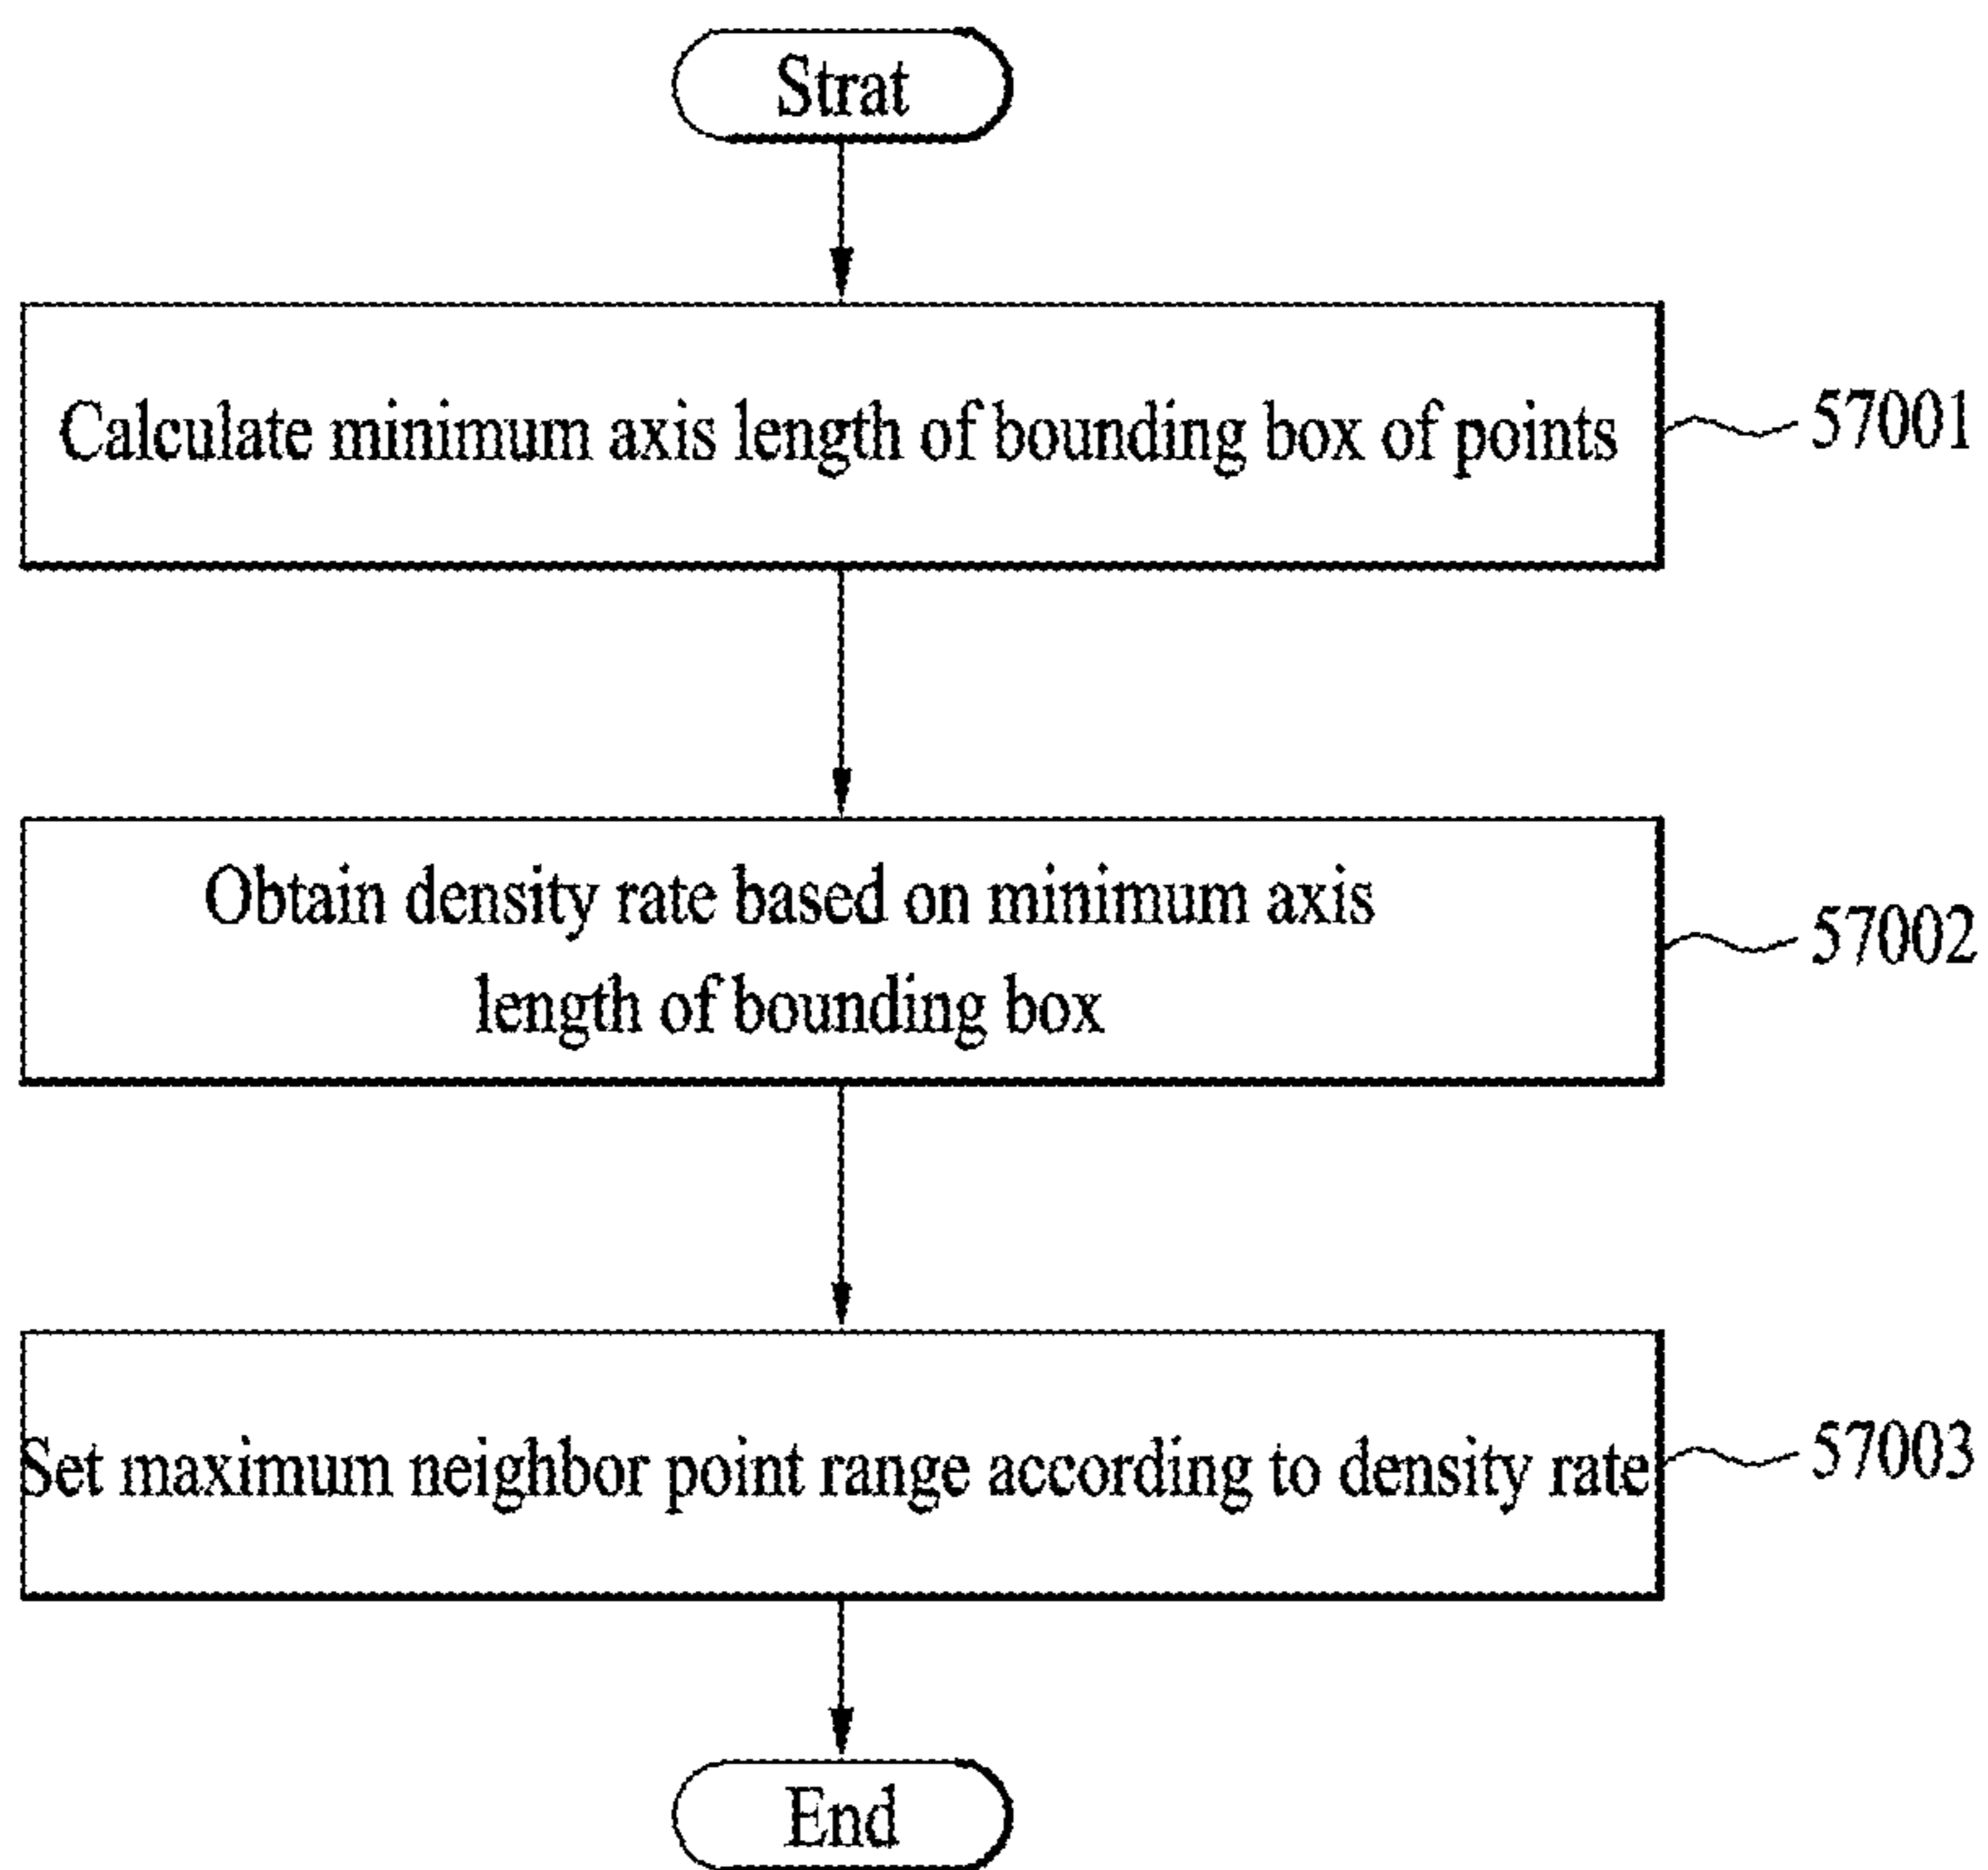 Strat
Calculate minimum axis length of bounding box of points
57001
Obtain density rate based on minimum axis
length of bounding box
57002
Set maximum neighbor point range according to density rate
57003
End